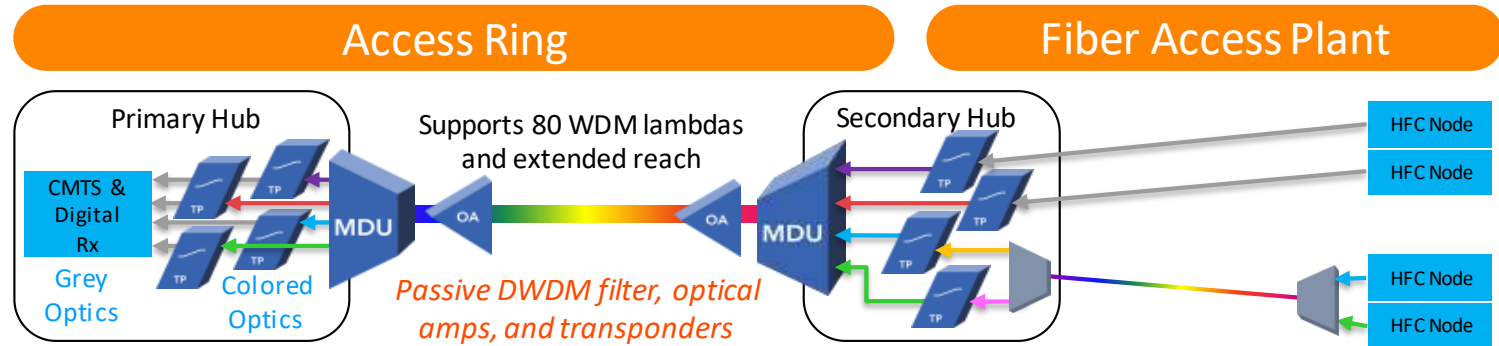 Access Ring
Fiber Access Plant
Primary Hub
Supports 80 WDM lambdas
and extended reach
Secondary Hub
HFC Node
HFC Node
HFC Node
HFC Node
CMTS &
Digital
Rx
TP
TP
TP
TP
MDU
OA
OA
MDU
TP
TP
TP
TP
Grey
Optics
Colored
Optics
Passive DWDM filter, optical
amps, and transponders